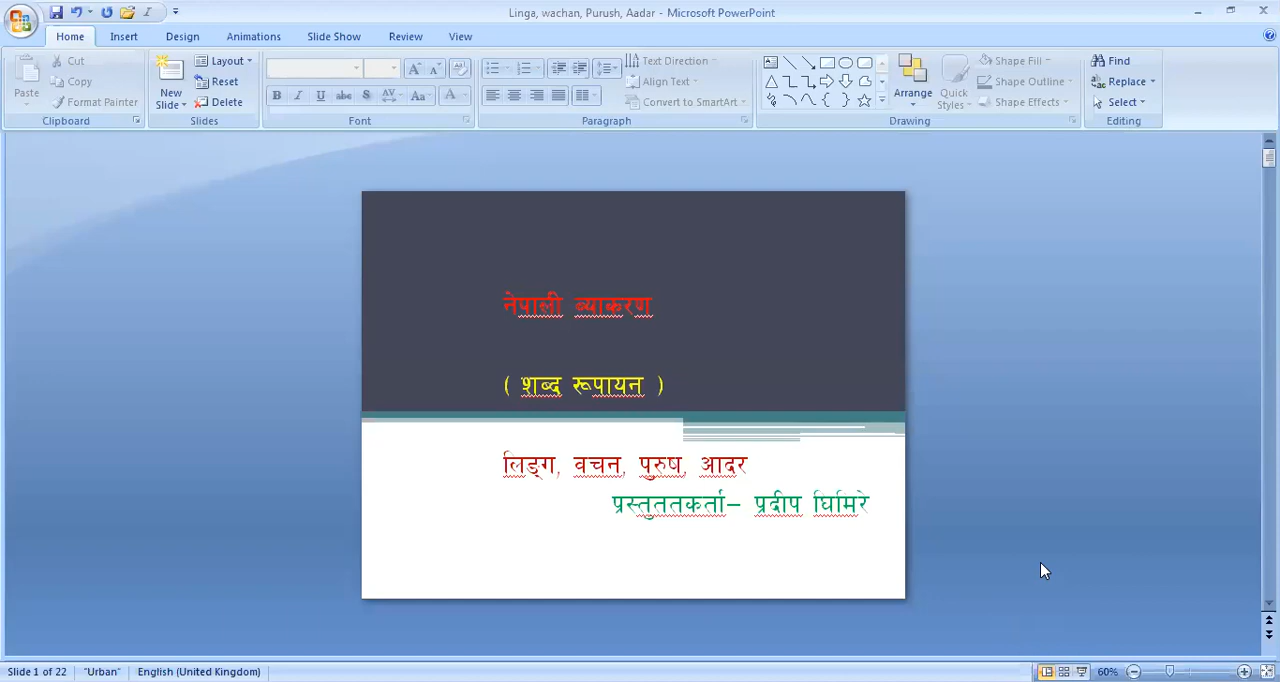 Linga, wachan, Purush, Aadar - Microsoft PowerPoint
Home Insert Design Animations Slide Show Review View
Paste Cut Copy Format Painter
Clipboard
New Slide Layout Reset Delete
Slides
B I U abc S AV Aa A
Font
Text Direction
Align Text
Convert to SmartArt
Paragraph
Arrange Quick Styles Shape Fill Shape Outline Shape Effects
Drawing
Find
Replace
Select
Editing
नेपाली ब्याकरण
( शब्द रूपायन )
लिङ्ग, वचन, पुरुष, आदर
प्रस्तुततकर्ता– प्रदीप घिमिरे
Slide 1 of 22 "Urban" English (United Kingdom) 60%